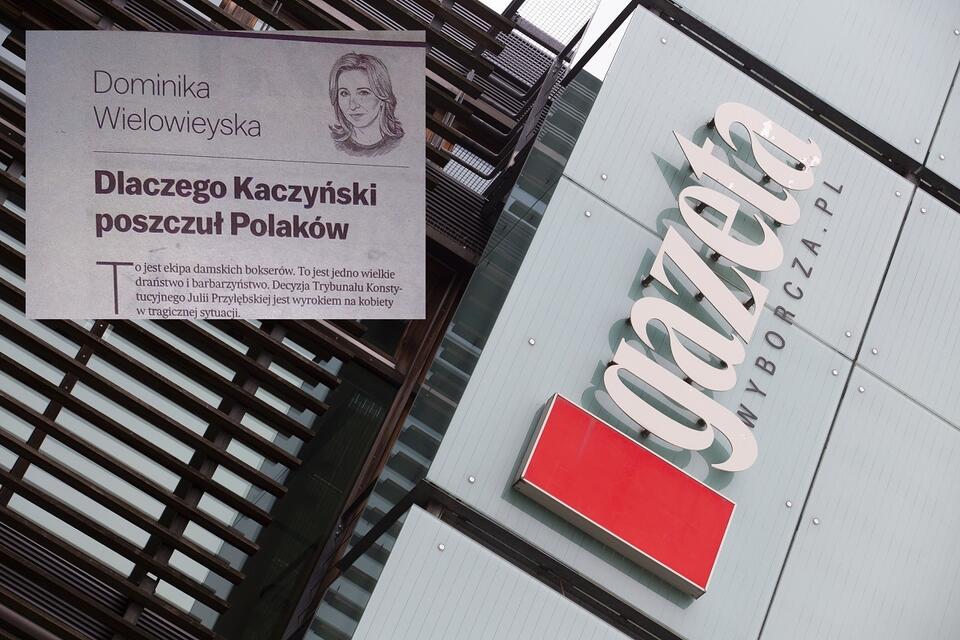 Dominika
Wielowieyska
Dlaczego Kaczyński
poszczuł Polaków
To jest ekipa damskich bokserów. To jest jedno wielkie
draństwo i barbarzyństwo. Decyzja Trybunału Konsty-
tucyjnego Julii Przyłębskiej jest wyrokiem na kobiety
w tragicznej sytuacji.
gazeta
WYBORCZA.PL